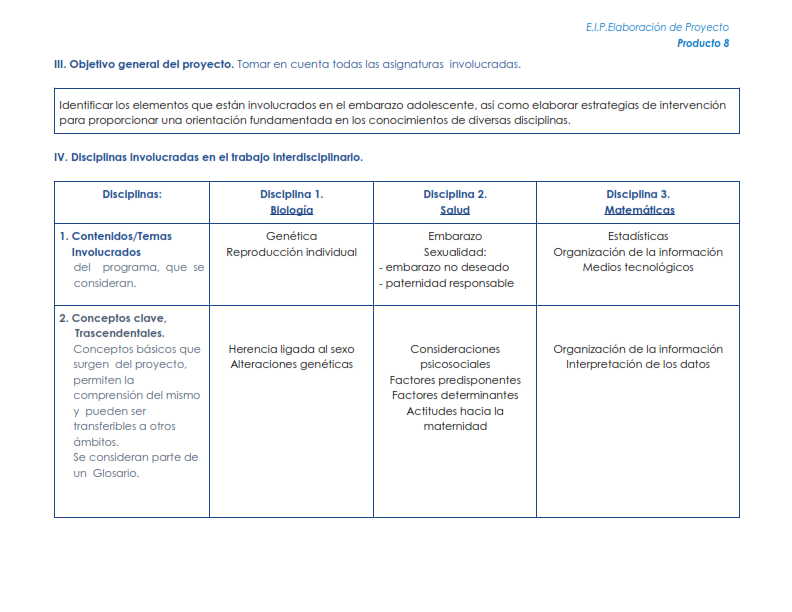 E.I.P.Elaboración de Proyecto
Producto 8
III. Objetivo general del proyecto. Tomar en cuenta todas las asignaturas involucradas.
Identificar los elementos que están involucrados en el embarazo adolescente, así como elaborar estrategias de intervención
para proporcionar una orientación fundamentada en los conocimientos de diversas disciplinas.
IV. Disciplinas involucradas en el trabajo interdisciplinario.
Disciplinas:
Disciplina 1.
Biología
Disciplina 2.
Salud
Disciplina 3.
Matemáticas
1. Contenidos/Temas
Involucrados
del programa, que se
consideran.
Genética
Reproducción individual
Embarazo
Sexualidad:
- embarazo no deseado
- paternidad responsable
Estadísticas
Organización de la información
Medios tecnológicos
2. Conceptos clave,
Trascendentales.
Conceptos básicos que
surgen del proyecto,
permiten la
comprensión del mismo
y pueden ser
transferibles a otros
ámbitos.
Se consideran parte de
un Glosario.
Herencia ligada al sexo
Alteraciones genéticas
Consideraciones
psicosociales
Factores predisponentes
Factores determinantes
Actitudes hacia la
maternidad
Organización de la información
Interpretación de los datos